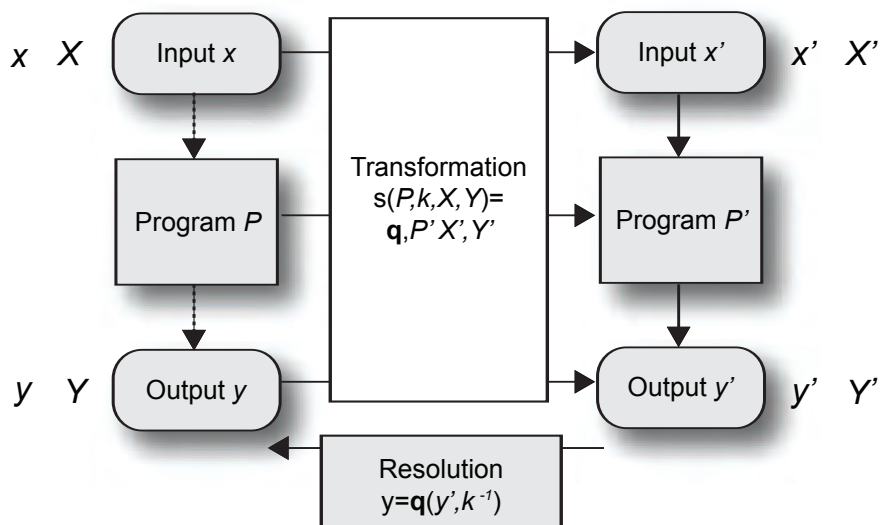 x X Input x Input x’ x’ X’
Transformation
s(P,k,X,Y)=
q,P’ X’,Y’
Program P Program P’
y Y Output y Output y’ y’ Y’
Resolution
y=q(y’,k⁻¹)